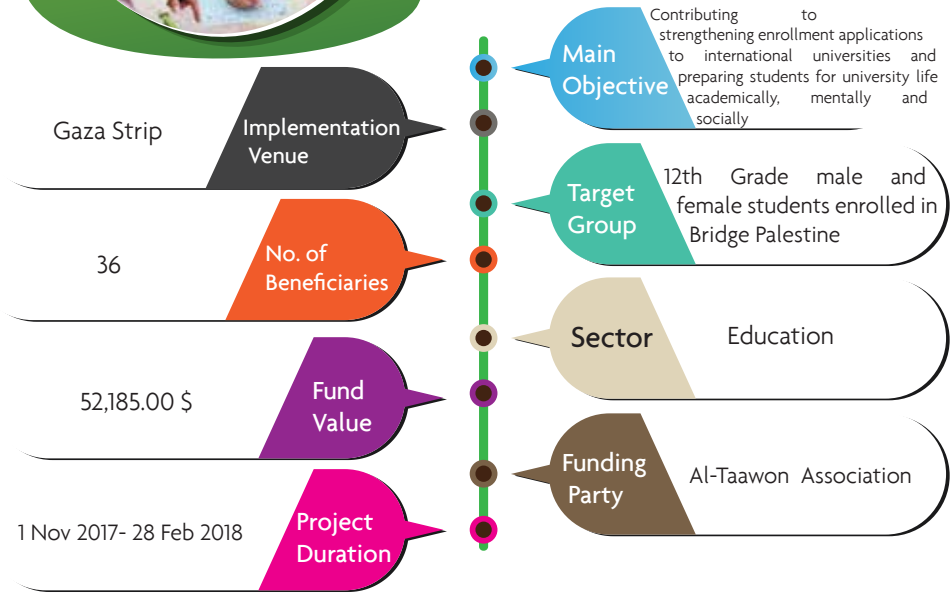 Main
Objective
Contributing to
strengthening enrollment applications
to international universities and
preparing students for university life
academically, mentally and
socially
Gaza Strip
Implementation
Venue
Target
Group
12th Grade male and
female students enrolled in
Bridge Palestine
36
No. of
Beneficiaries
Sector
Education
52,185.00 $
Fund
Value
Funding
Party
Al-Taawon Association
1 Nov 2017- 28 Feb 2018
Project
Duration